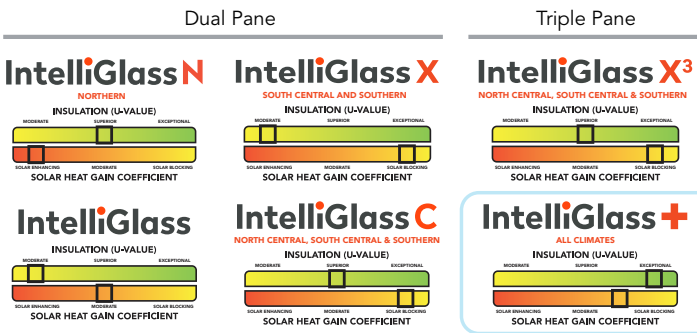 Dual Pane
Triple Pane
IntelliGlass N
NORTHERN
INSULATION (U-VALUE)
MODERATE SUPERIOR EXCEPTIONAL
SOLAR ENHANCING MODERATE SOLAR BLOCKING
SOLAR HEAT GAIN COEFFICIENT
IntelliGlass X
SOUTH CENTRAL AND SOUTHERN
INSULATION (U-VALUE)
MODERATE SUPERIOR EXCEPTIONAL
SOLAR ENHANCING MODERATE SOLAR BLOCKING
SOLAR HEAT GAIN COEFFICIENT
IntelliGlass X³
NORTH CENTRAL, SOUTH CENTRAL & SOUTHERN
INSULATION (U-VALUE)
MODERATE SUPERIOR EXCEPTIONAL
SOLAR ENHANCING MODERATE SOLAR BLOCKING
SOLAR HEAT GAIN COEFFICIENT
IntelliGlass
INSULATION (U-VALUE)
MODERATE SUPERIOR EXCEPTIONAL
SOLAR ENHANCING MODERATE SOLAR BLOCKING
SOLAR HEAT GAIN COEFFICIENT
IntelliGlass C
NORTH CENTRAL, SOUTH CENTRAL & SOUTHERN
INSULATION (U-VALUE)
MODERATE SUPERIOR EXCEPTIONAL
SOLAR ENHANCING MODERATE SOLAR BLOCKING
SOLAR HEAT GAIN COEFFICIENT
IntelliGlass +
ALL CLIMATES
INSULATION (U-VALUE)
MODERATE SUPERIOR EXCEPTIONAL
SOLAR ENHANCING MODERATE SOLAR BLOCKING
SOLAR HEAT GAIN COEFFICIENT